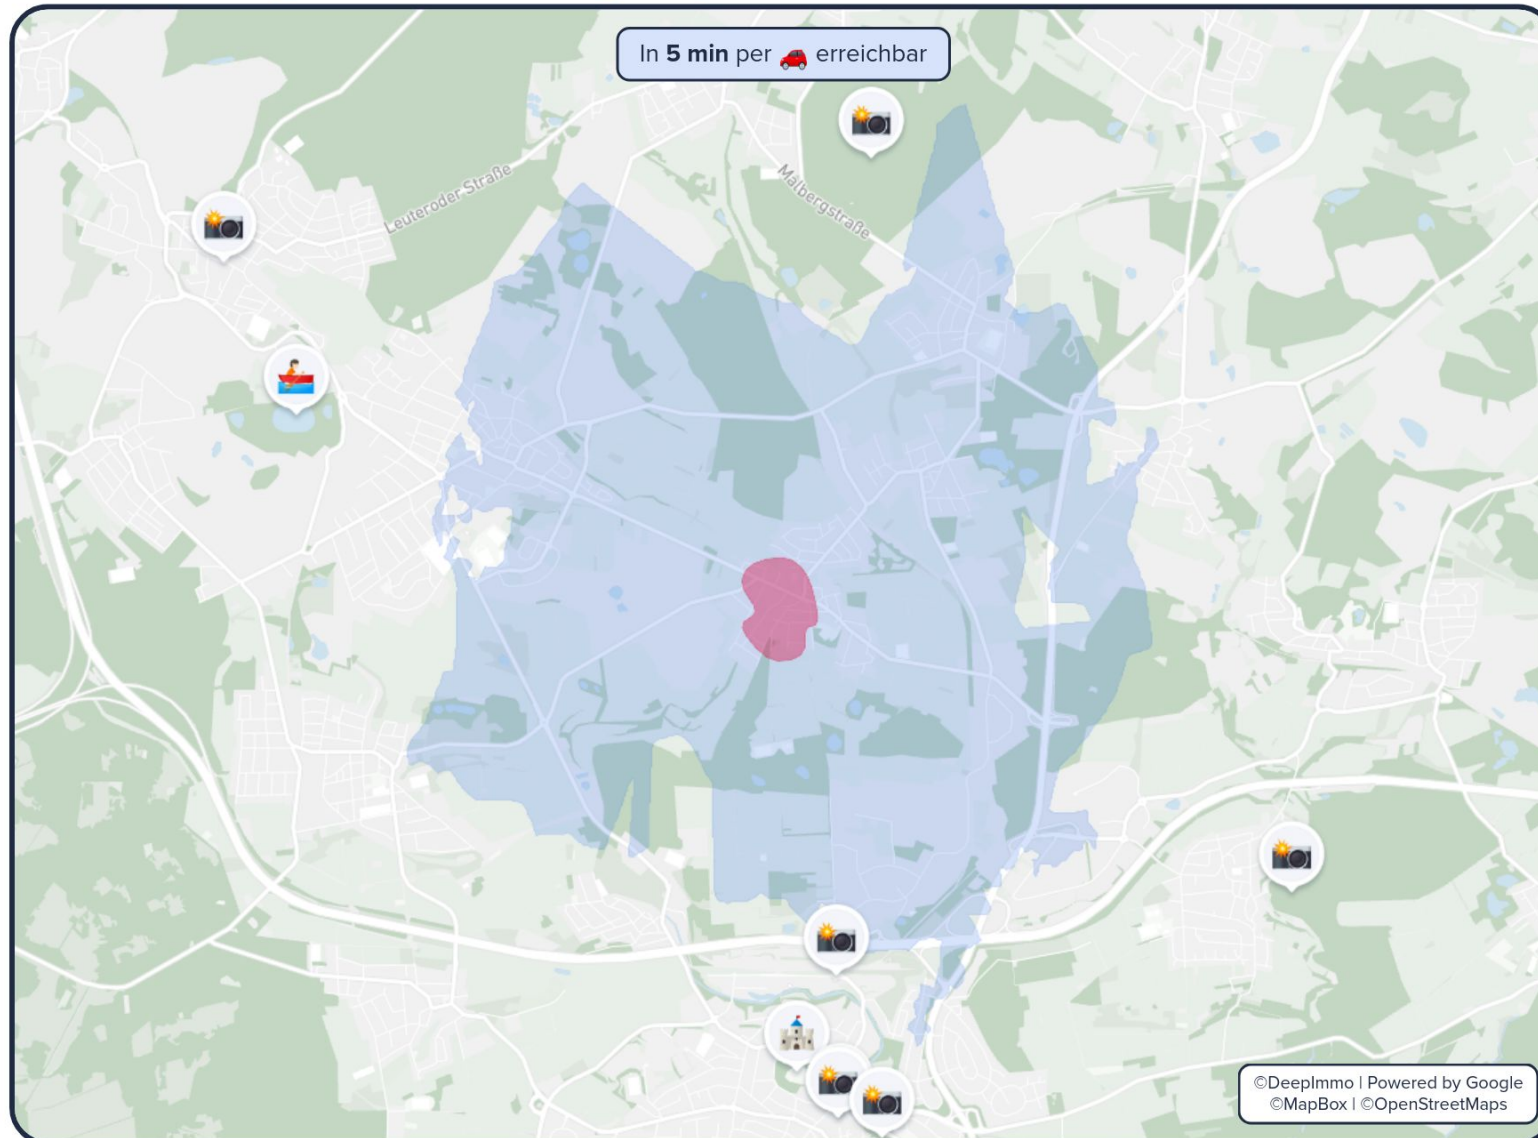 In 5 min per 🚗 erreichbar
Leuteroder Straße
Malbergstraße
©DeepImmo | Powered by Google
©MapBox | ©OpenStreetMaps